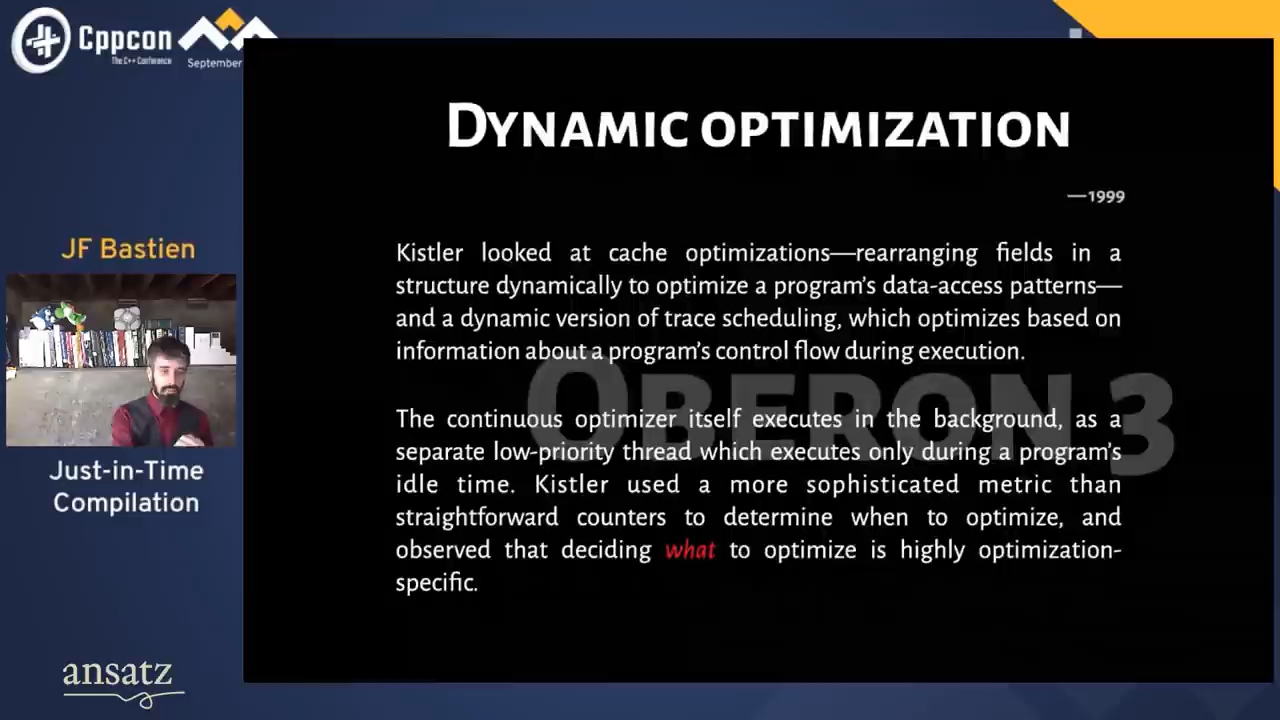 Cppcon
The C++ Conference
September
JF Bastien
Just-in-Time
Compilation
ansatz
DYNAMIC OPTIMIZATION
—1999
Kistler looked at cache optimizations—rearranging fields in a
structure dynamically to optimize a program's data-access patterns—
and a dynamic version of trace scheduling, which optimizes based on
information about a program's control flow during execution.
OBERON 3
The continuous optimizer itself executes in the background, as a
separate low-priority thread which executes only during a program's
idle time. Kistler used a more sophisticated metric than
straightforward counters to determine when to optimize, and
observed that deciding what to optimize is highly optimization-
specific.